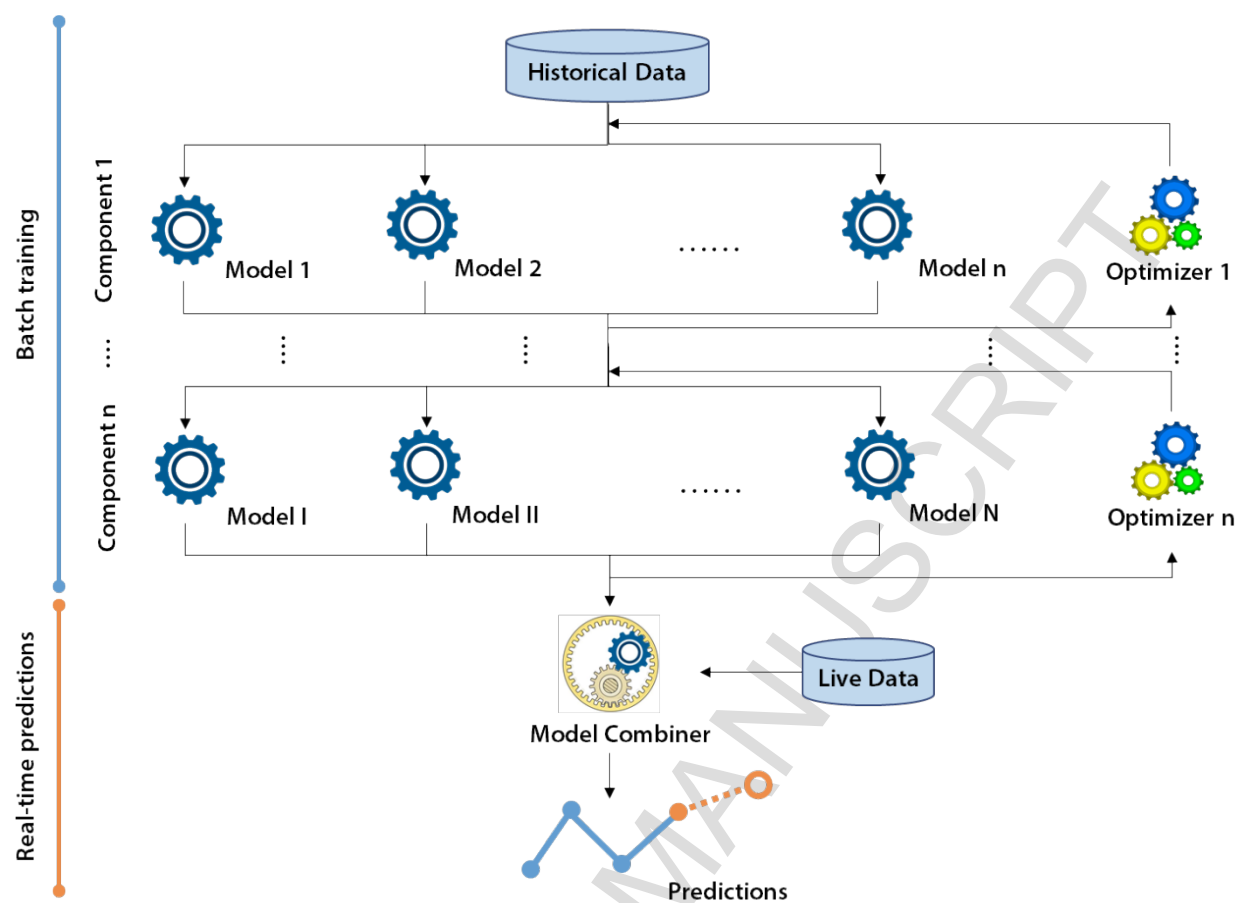 Historical Data
Batch training
Component 1
Model 1
Model 2
......
Model n
Optimizer 1
....
....
....
....
....
Component n
Model I
Model II
......
Model N
Optimizer n
Real-time predictions
Live Data
Model Combiner
Predictions
MANUSCRIPT